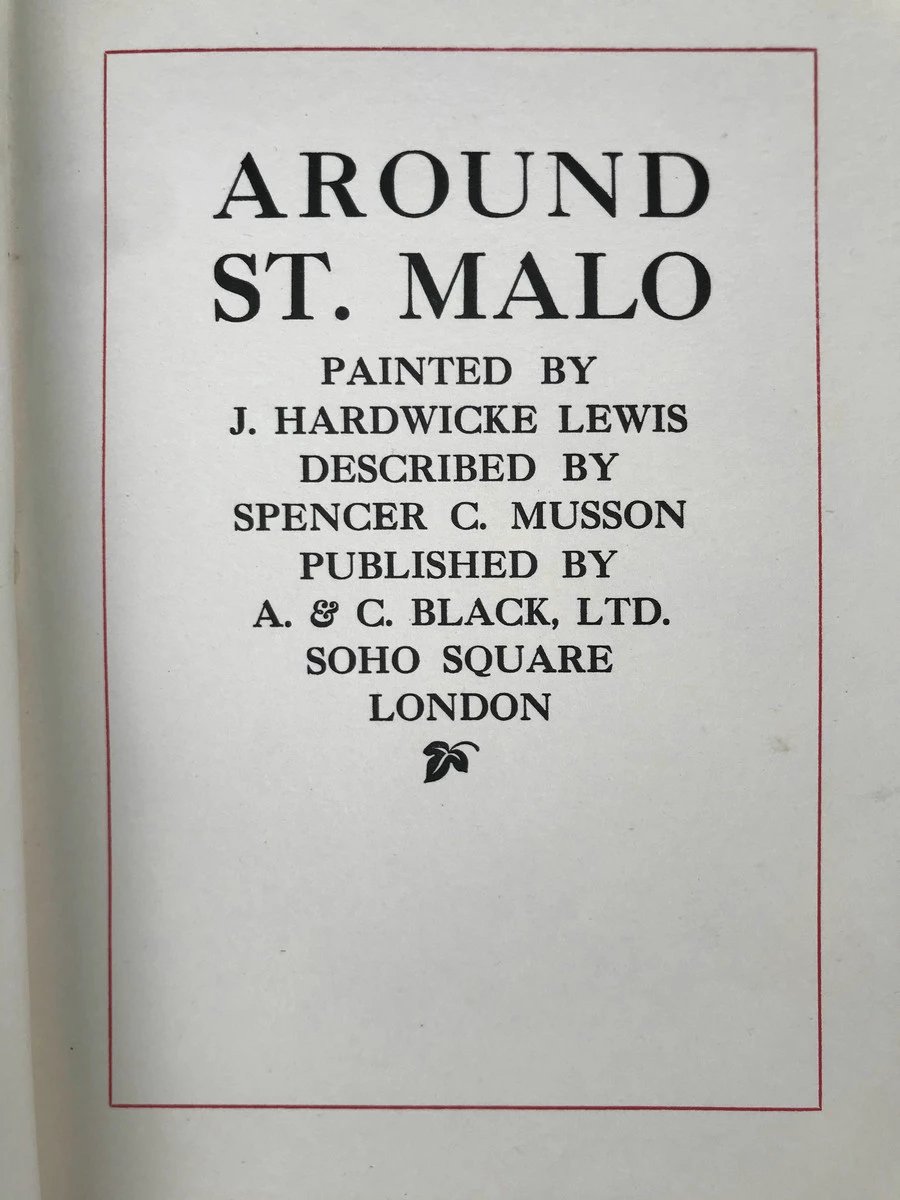 AROUND
ST. MALO
PAINTED BY
J. HARDWICKE LEWIS
DESCRIBED BY
SPENCER C. MUSSON
PUBLISHED BY
A. & C. BLACK, LTD.
SOHO SQUARE
LONDON